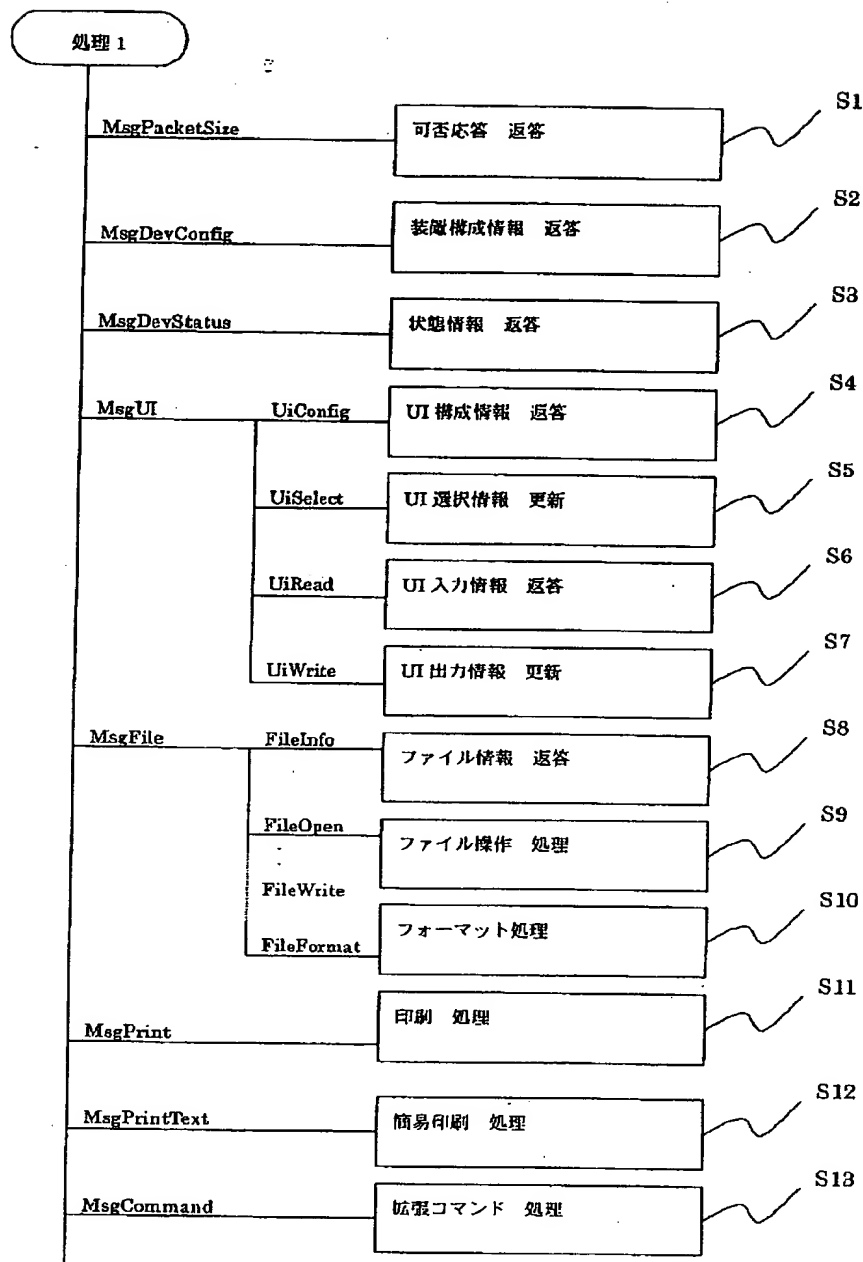 処理 1
MsgPacketSize 可否応答 返答 S1
MsgDevConfig 装置構成情報 返答 S2
MsgDevStatus 状態情報 返答 S3
MsgUI UiConfig UI 構成情報 返答 S4
UiSelect UI 選択情報 更新 S5
UiRead UI 入力情報 返答 S6
UiWrite UI 出力情報 更新 S7
MsgFile FileInfo ファイル情報 返答 S8
FileOpen ファイル操作 処理 S9
:
FileWrite
FileFormat フォーマット処理 S10
MsgPrint 印刷 処理 S11
MsgPrintText 簡易印刷 処理 S12
MsgCommand 拡張コマンド 処理 S13